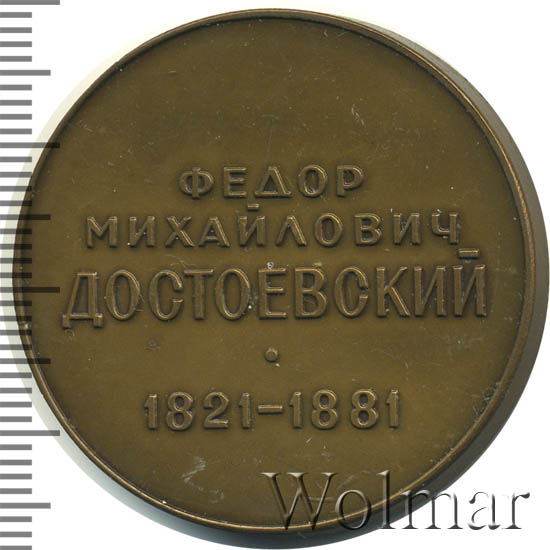 ФЕДОР
МИХАЙЛОВИЧ
ДОСТОЕВСКИЙ
1821-1881
Wolmar